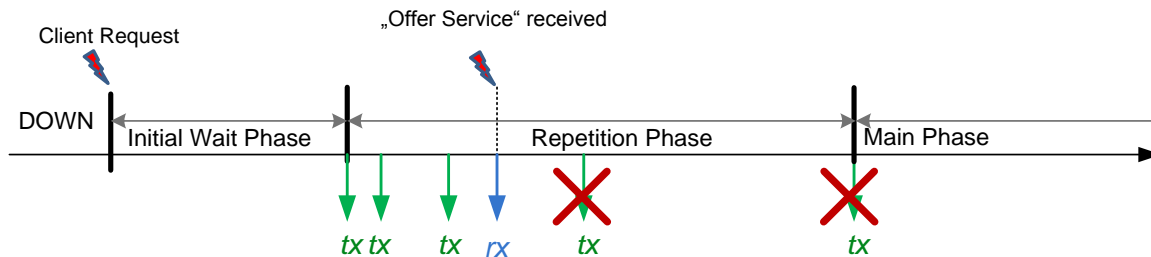 „Offer Service“ received
Client Request
DOWN
Initial Wait Phase
Repetition Phase
Main Phase
tx
tx
tx
rx
tx
tx